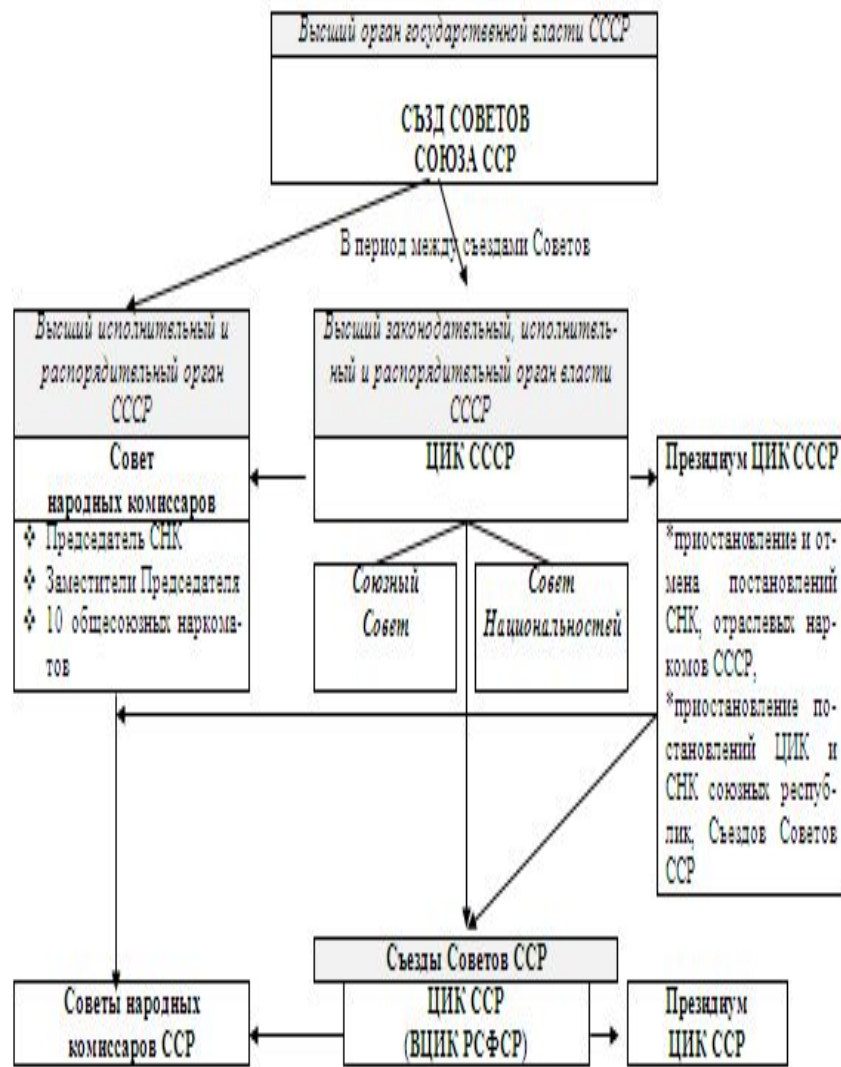 Высший орган государственной власти СССР
СЪЗД СОВЕТОВ
СОЮЗА ССР
В период между съездами Советов
Высший исполнительный и
распорядительный орган
СССР
Совет
народных комиссаров
❖ Председатель СНК
❖ Заместители Председателя
❖ 10 общесоюзных наркома-
тов
Высший законодательный, исполнитель-
ный и распорядительный орган власти
СССР
ЦИК СССР
Союзный
Совет
Совет
Национальностей
Президиум ЦИК СССР
*приостановление и от-
мена постановлений
СНК, отраслевых нар-
комов СССР,
*приостановление по-
становлений ЦИК и
СНК союзных респуб-
лик, Съездов Советов
ССР
Съезды Советов ССР
Советы народных
комиссаров ССР
ЦИК ССР
(ВЦИК РСФСР)
Президиум
ЦИК ССР